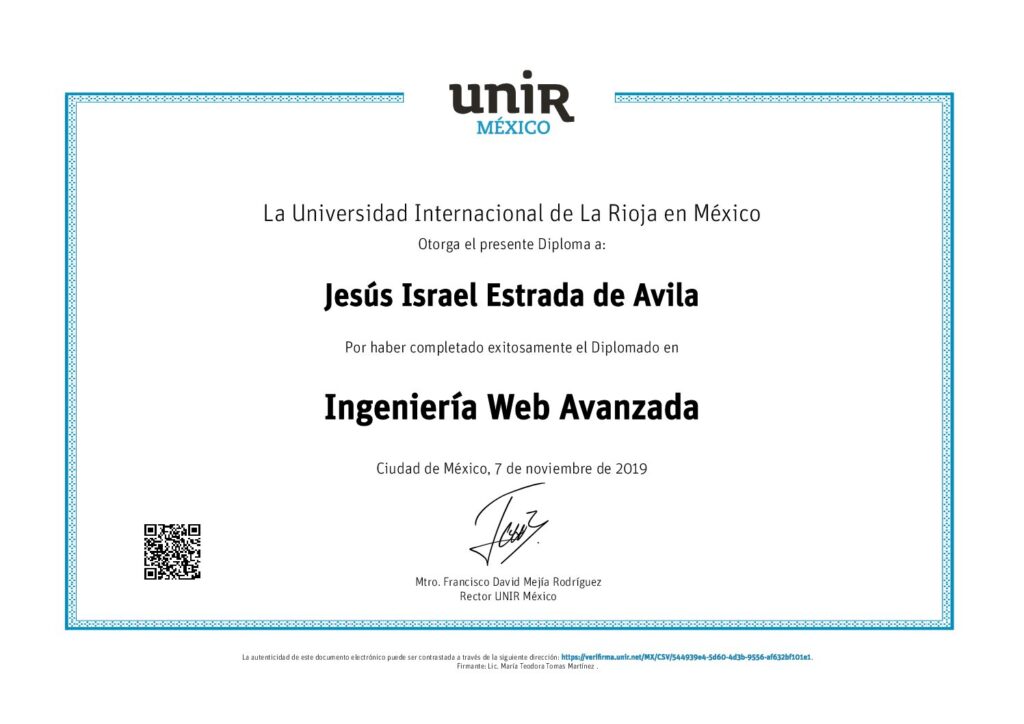 unir
MÉXICO
La Universidad Internacional de La Rioja en México
Otorga el presente Diploma a:
Jesús Israel Estrada de Avila
Por haber completado exitosamente el Diplomado en
Ingeniería Web Avanzada
Ciudad de México, 7 de noviembre de 2019
Mtro. Francisco David Mejía Rodríguez
Rector UNIR México
La autenticidad de este documento electrónico puede ser contrastada a través de la siguiente dirección: https://verifirma.unir.net/MX/CSV/544939e4-5d60-4d3b-9556-af632bf101e1.
Firmante: Lic. María Teodora Tomas Martínez .